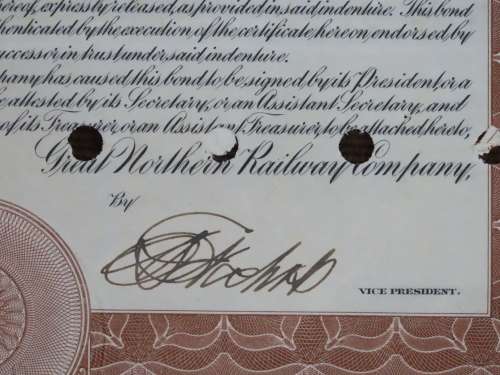 hereof, expressly released, as provided in said indenture. This bond
thenticated by the execution of the certificate hereon, endorsed by
uccessor in trust under said indenture.
pany has caused this bond to be signed by its President, or a
e attested by its Secretary, or an Assistant Secretary, and
of its Treasurer, or an Assistant Treasurer, to be attached hereto,
Great Northern Railway Company,
By
VICE PRESIDENT.